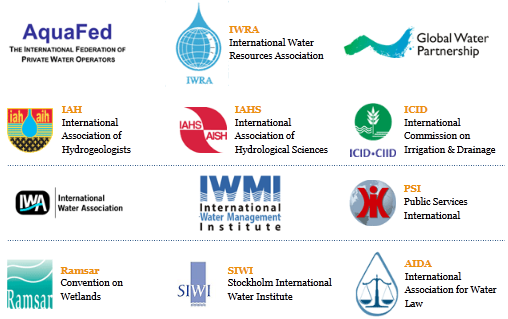 AquaFed
THE INTERNATIONAL FEDERATION OF
PRIVATE WATER OPERATORS
IWRA
IWRA
International Water
Resources Association
Global Water
Partnership
iah aih
IAH
International
Association of
Hydrogeologists
IAHS
AISH
IAHS
International
Association of
Hydrological Sciences
ICID•CIID
ICID
International
Commission on
Irrigation & Drainage
IWA
International
Water Association
IWMI
International
Water Management
Institute
PSI
Public Services
International
Ramsar
Ramsar
Convention on
Wetlands
SIWI
SIWI
Stockholm International
Water Institute
AIDA
International
Association for Water
Law